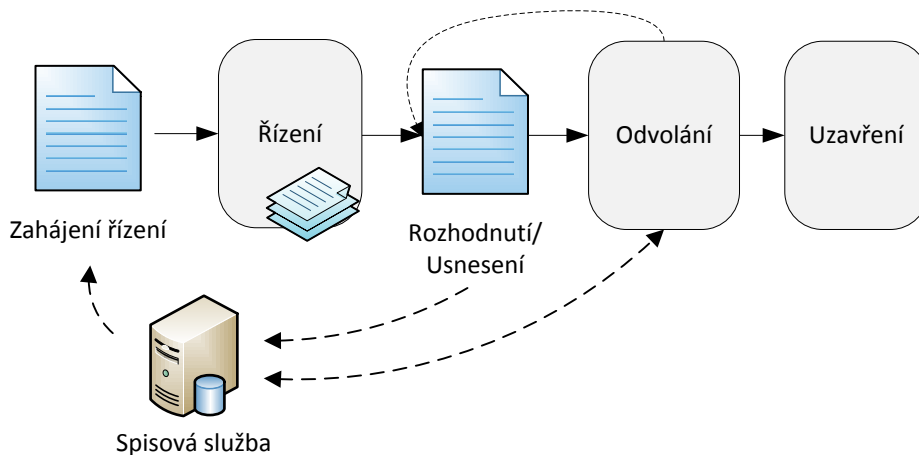 Řízení
Odvolání
Uzavření
Zahájení řízení
Rozhodnutí/
Usnesení
Spisová služba